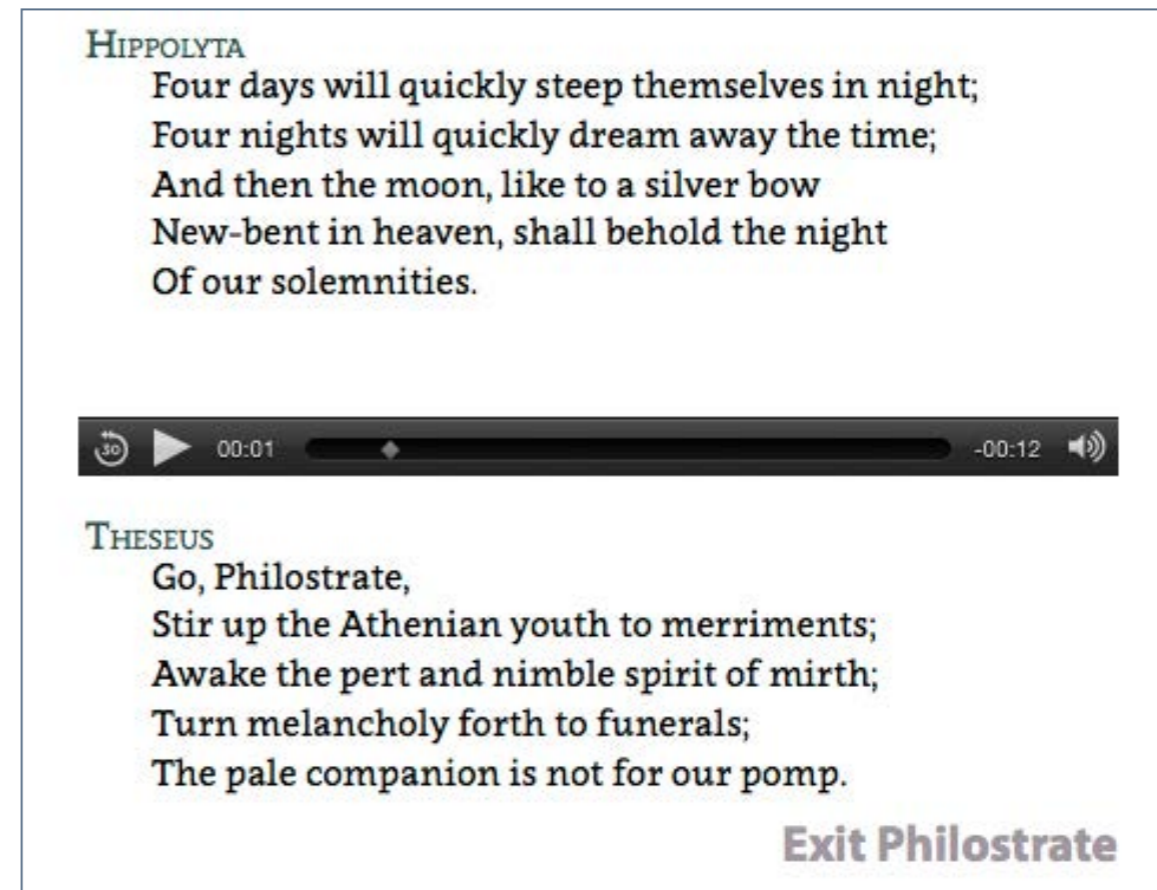 HIPPOLYTA
Four days will quickly steep themselves in night;
Four nights will quickly dream away the time;
And then the moon, like to a silver bow
New-bent in heaven, shall behold the night
Of our solemnities.
30 00:01 -00:12
THESEUS
Go, Philostrate,
Stir up the Athenian youth to merriments;
Awake the pert and nimble spirit of mirth;
Turn melancholy forth to funerals;
The pale companion is not for our pomp.
Exit Philostrate